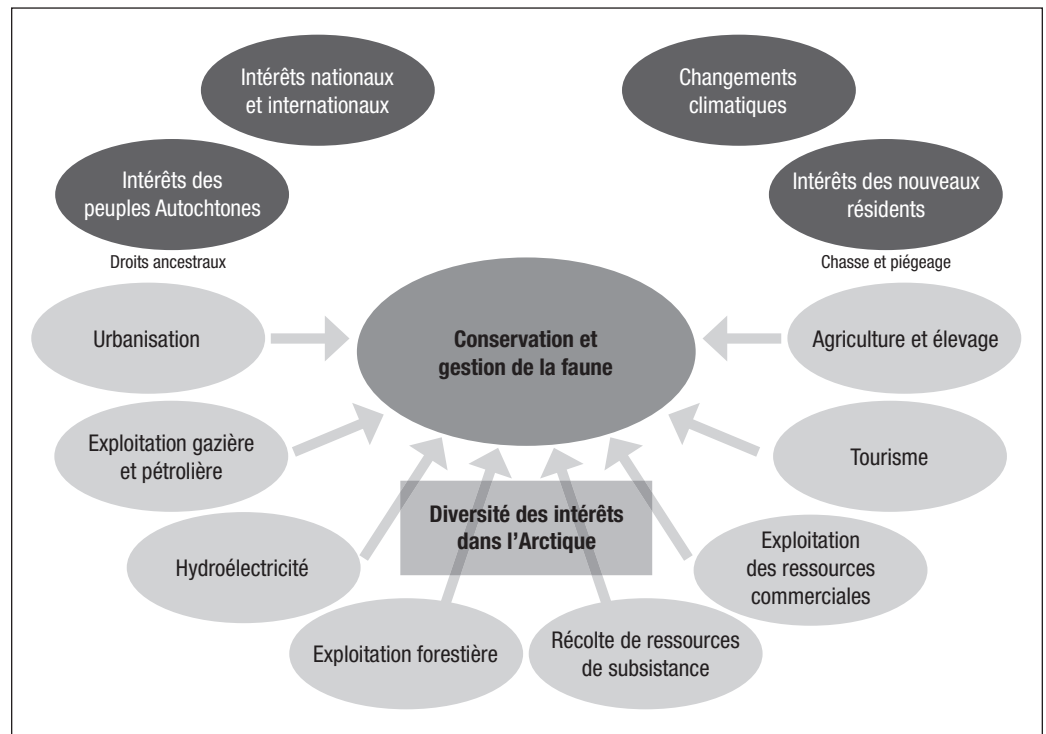 Intérêts nationaux
et internationaux
Changements
climatiques
Intérêts des
peuples Autochtones
Intérêts des nouveaux
résidents
Droits ancestraux
Chasse et piégeage
Urbanisation
Conservation et
gestion de la faune
Agriculture et élevage
Exploitation gazière
et pétrolière
Tourisme
Diversité des intérêts
dans l’Arctique
Hydroélectricité
Exploitation
des ressources
commerciales
Exploitation forestière
Récolte de ressources
de subsistance